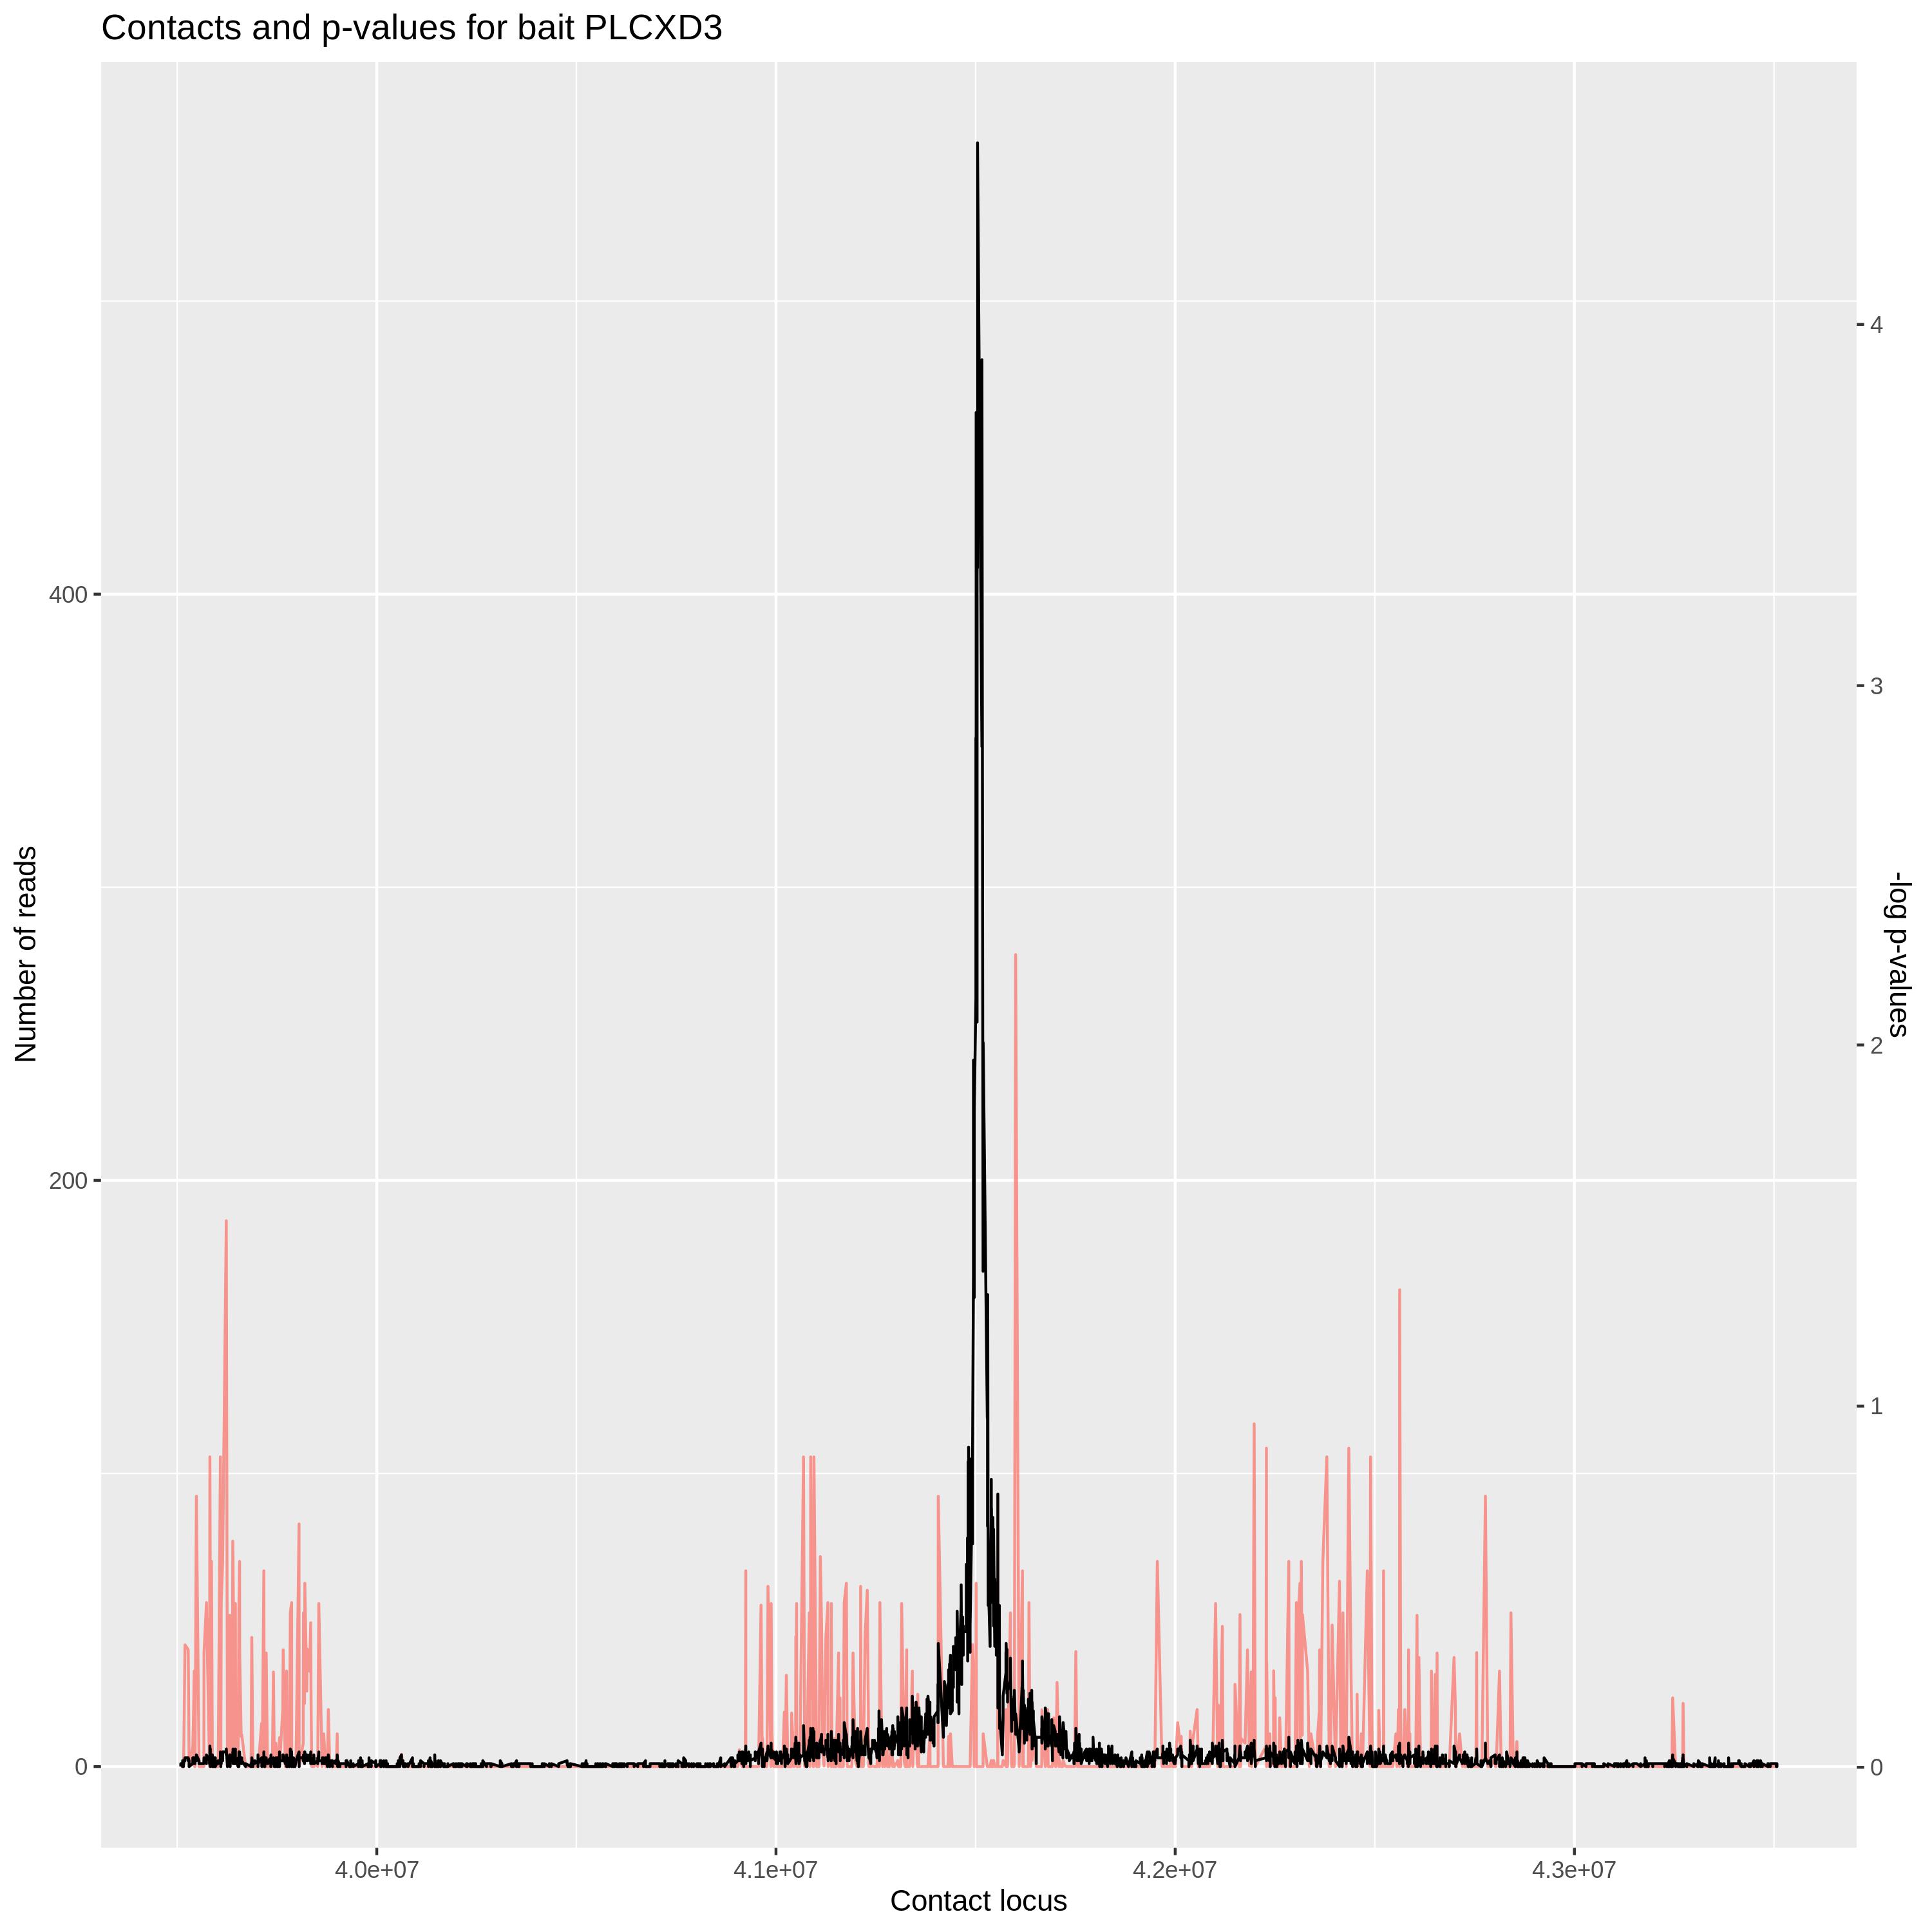 Contacts and p-values for bait PLCXD3
Number of reads
400
200
0
4
3
2
1
0
-log p-values
4.0e+07
4.1e+07
4.2e+07
4.3e+07
Contact locus